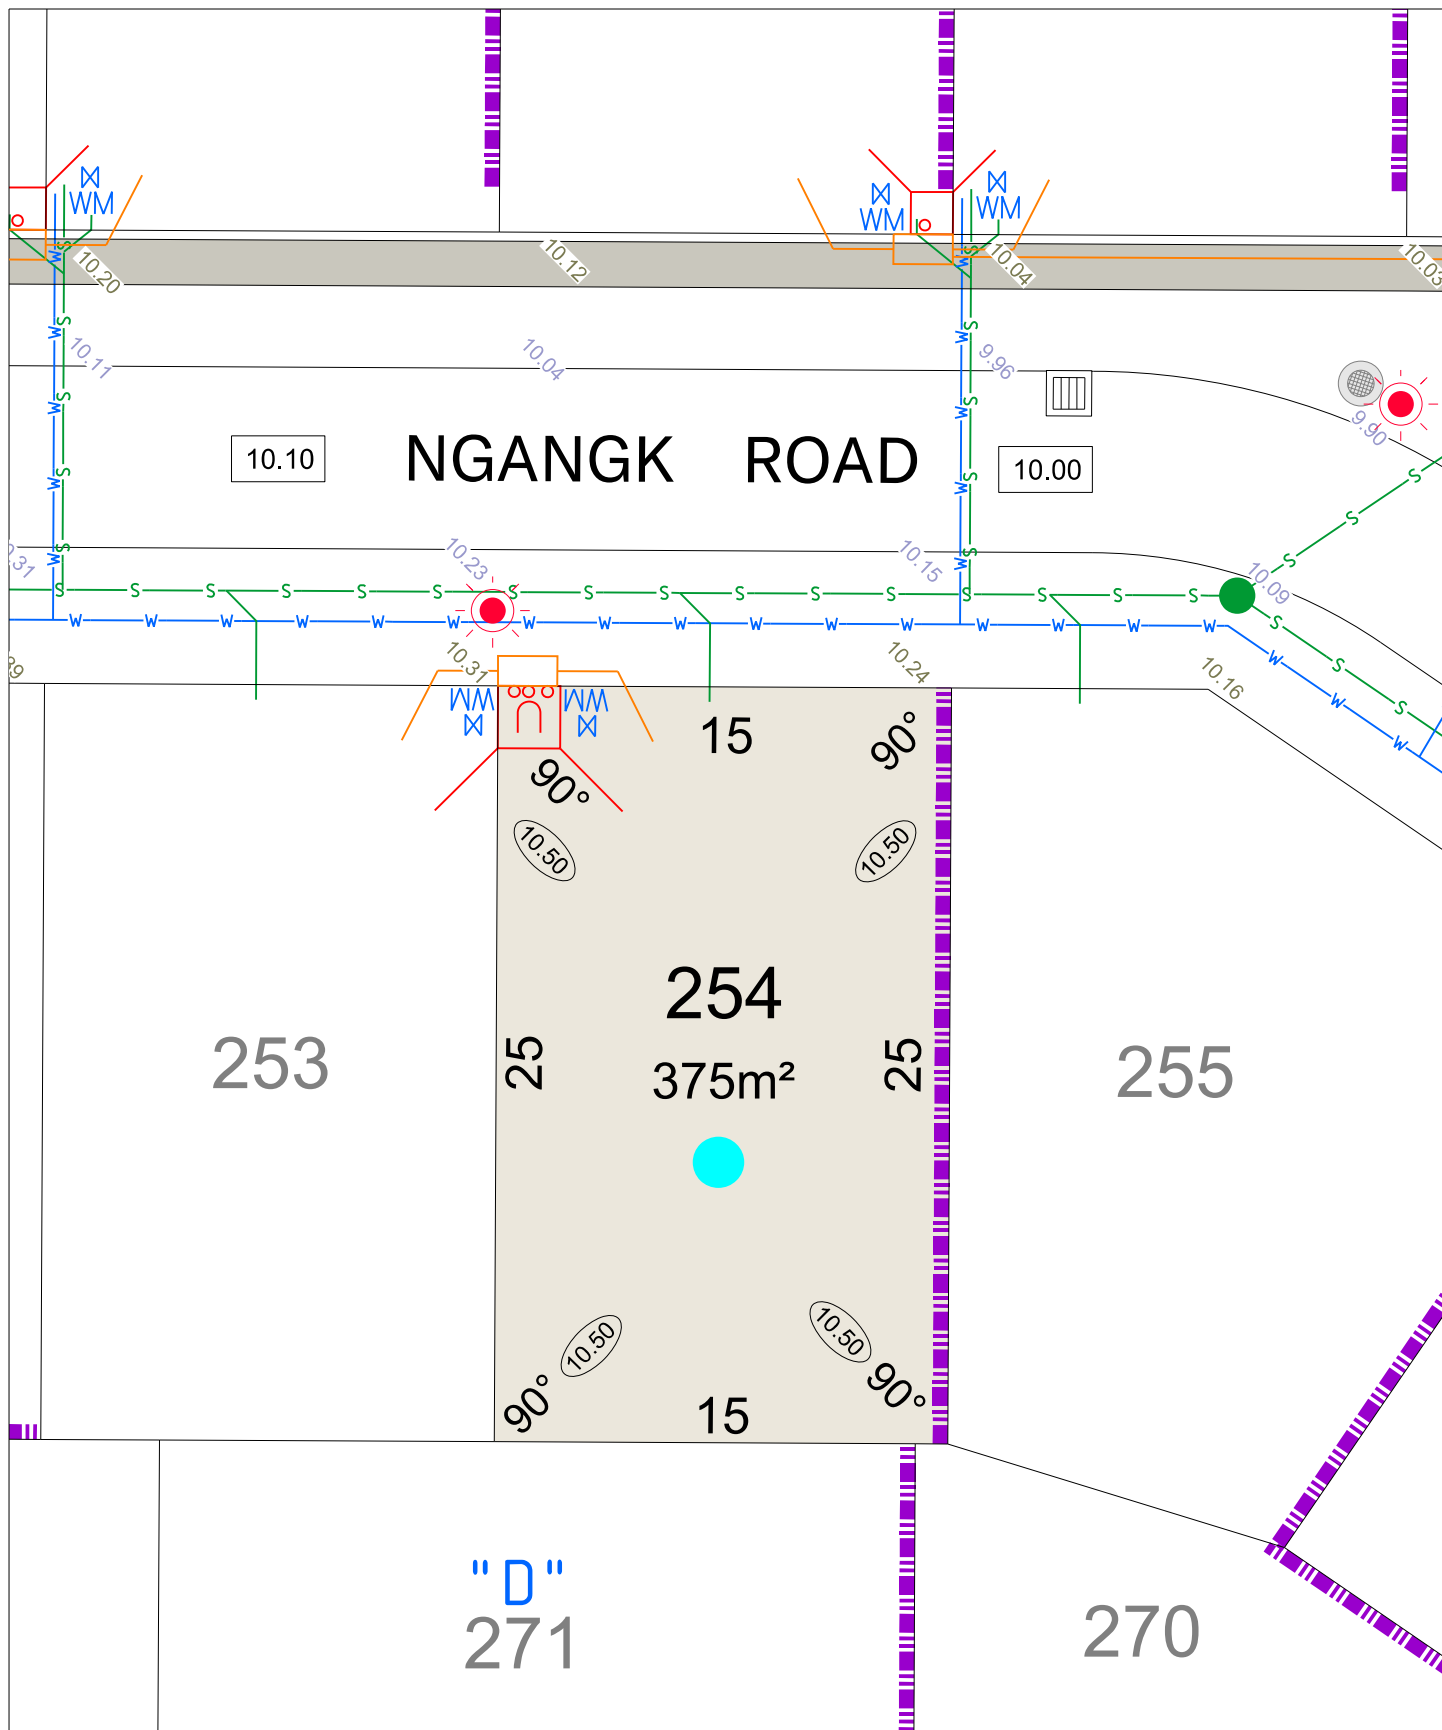 WM
WM
WM
S
S
W
W
10.20
10.12
10.04
10.03
S
W
S
W
10.11
10.04
9.96
S
W
S
W
9.90
10.10
NGANGK ROAD
10.00
S
W
S
W
S
S
S
W
S
W
S
10.23
10.15
10.09
S S S S S S S S S S S S S S S S
S
S
S
W W W W W W W W W W W W W W W W
W
W
10.31
10.24
10.16
WM
WM
15
90°
90°
10.50
10.50
254
253
25
375m²
25
255
10.50
10.50
90°
90°
15
"D"
271
270